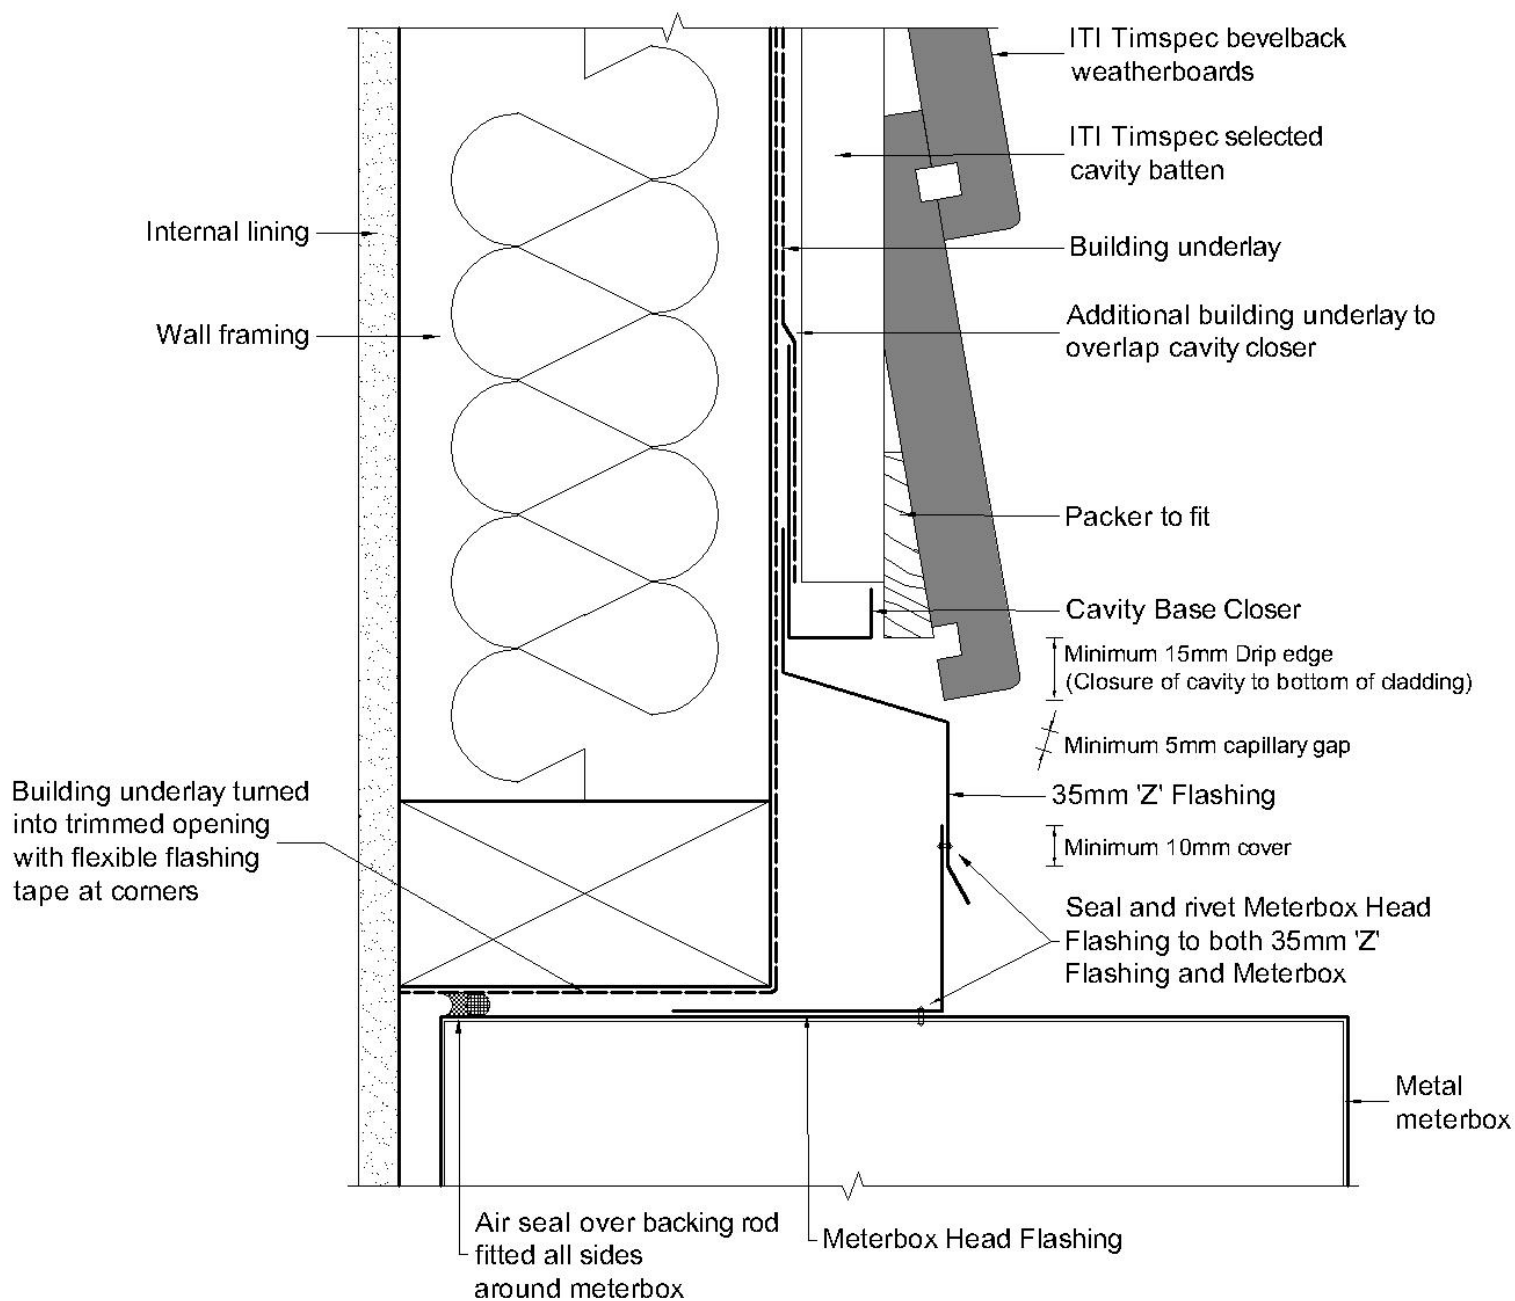 ITI Timspec bevelback
weatherboards
ITI Timspec selected
cavity batten
Internal lining
Building underlay
Wall framing
Additional building underlay to
overlap cavity closer
Packer to fit
Cavity Base Closer
Minimum 15mm Drip edge
(Closure of cavity to bottom of cladding)
Minimum 5mm capillary gap
Building underlay turned
into trimmed opening
with flexible flashing
tape at corners
35mm 'Z' Flashing
Minimum 10mm cover
Seal and rivet Meterbox Head
Flashing to both 35mm 'Z'
Flashing and Meterbox
Metal
meterbox
Air seal over backing rod
fitted all sides
around meterbox
Meterbox Head Flashing